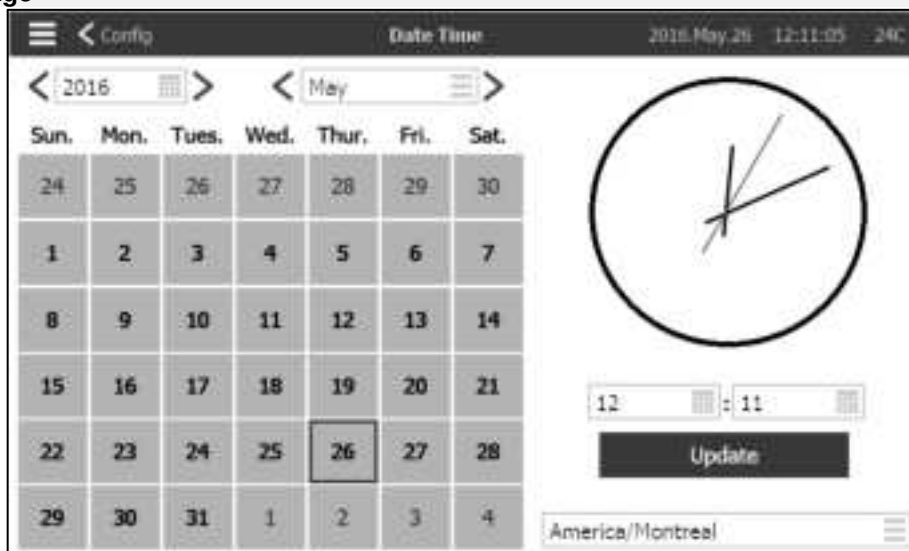 Config Date Time 2016.May.26 12:11:05 24C
2016 May
Sun. Mon. Tues. Wed. Thur. Fri. Sat.
24 25 26 27 28 29 30
1 2 3 4 5 6 7
8 9 10 11 12 13 14
15 16 17 18 19 20 21
22 23 24 25 26 27 28
29 30 31 1 2 3 4
12 : 11
Update
America/Montreal